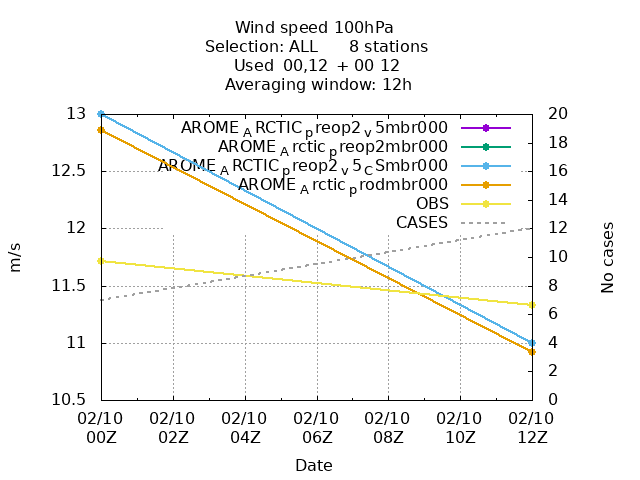 Wind speed 100hPa
Selection: ALL 8 stations
Used 00,12 + 00 12
Averaging window: 12h
13
12.5
12
11.5
11
10.5
m/s
20
18
16
14
12
10
8
6
4
2
0
No cases
AROME_ARCTIC_preop2_v5mbr000
AROME_Arctic_preop2mbr000
AROME_ARCTIC_preop2_v5_CSmbr000
AROME_Arctic_prodmbr000
OBS
CASES
02/10 02/10 02/10 02/10 02/10 02/10 02/10
00Z 02Z 04Z 06Z 08Z 10Z 12Z
Date